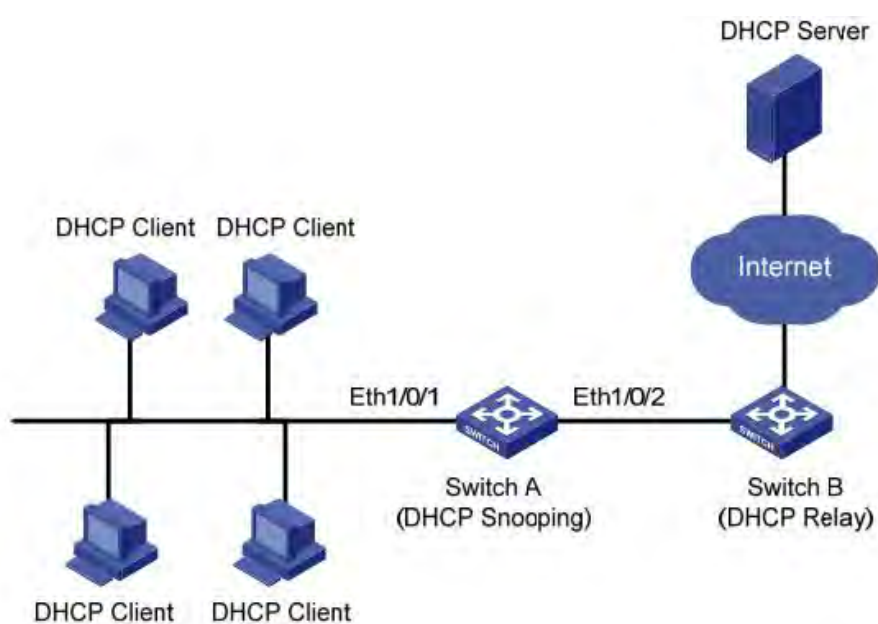 DHCP Server
DHCP Client
DHCP Client
Internet
Eth1/0/1
Eth1/0/2
SWITCH
SWITCH
Switch A
(DHCP Snooping)
Switch B
(DHCP Relay)
DHCP Client
DHCP Client